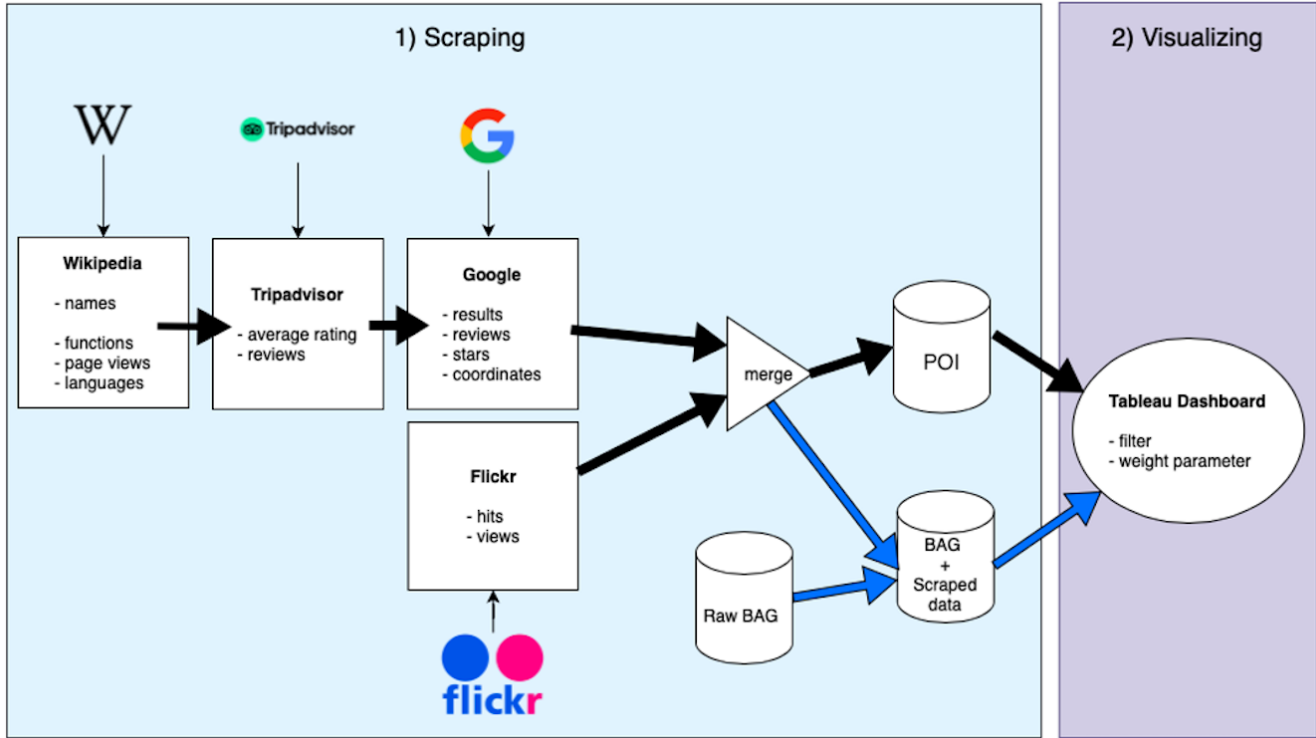 1) Scraping
2) Visualizing
W
Tripadvisor
G
Wikipedia
- names
- functions
- page views
- languages
Tripadvisor
- average rating
- reviews
Google
- results
- reviews
- stars
- coordinates
Flickr
- hits
- views
flickr
merge
POI
Raw BAG
BAG
+
Scraped
data
Tableau Dashboard
- filter
- weight parameter